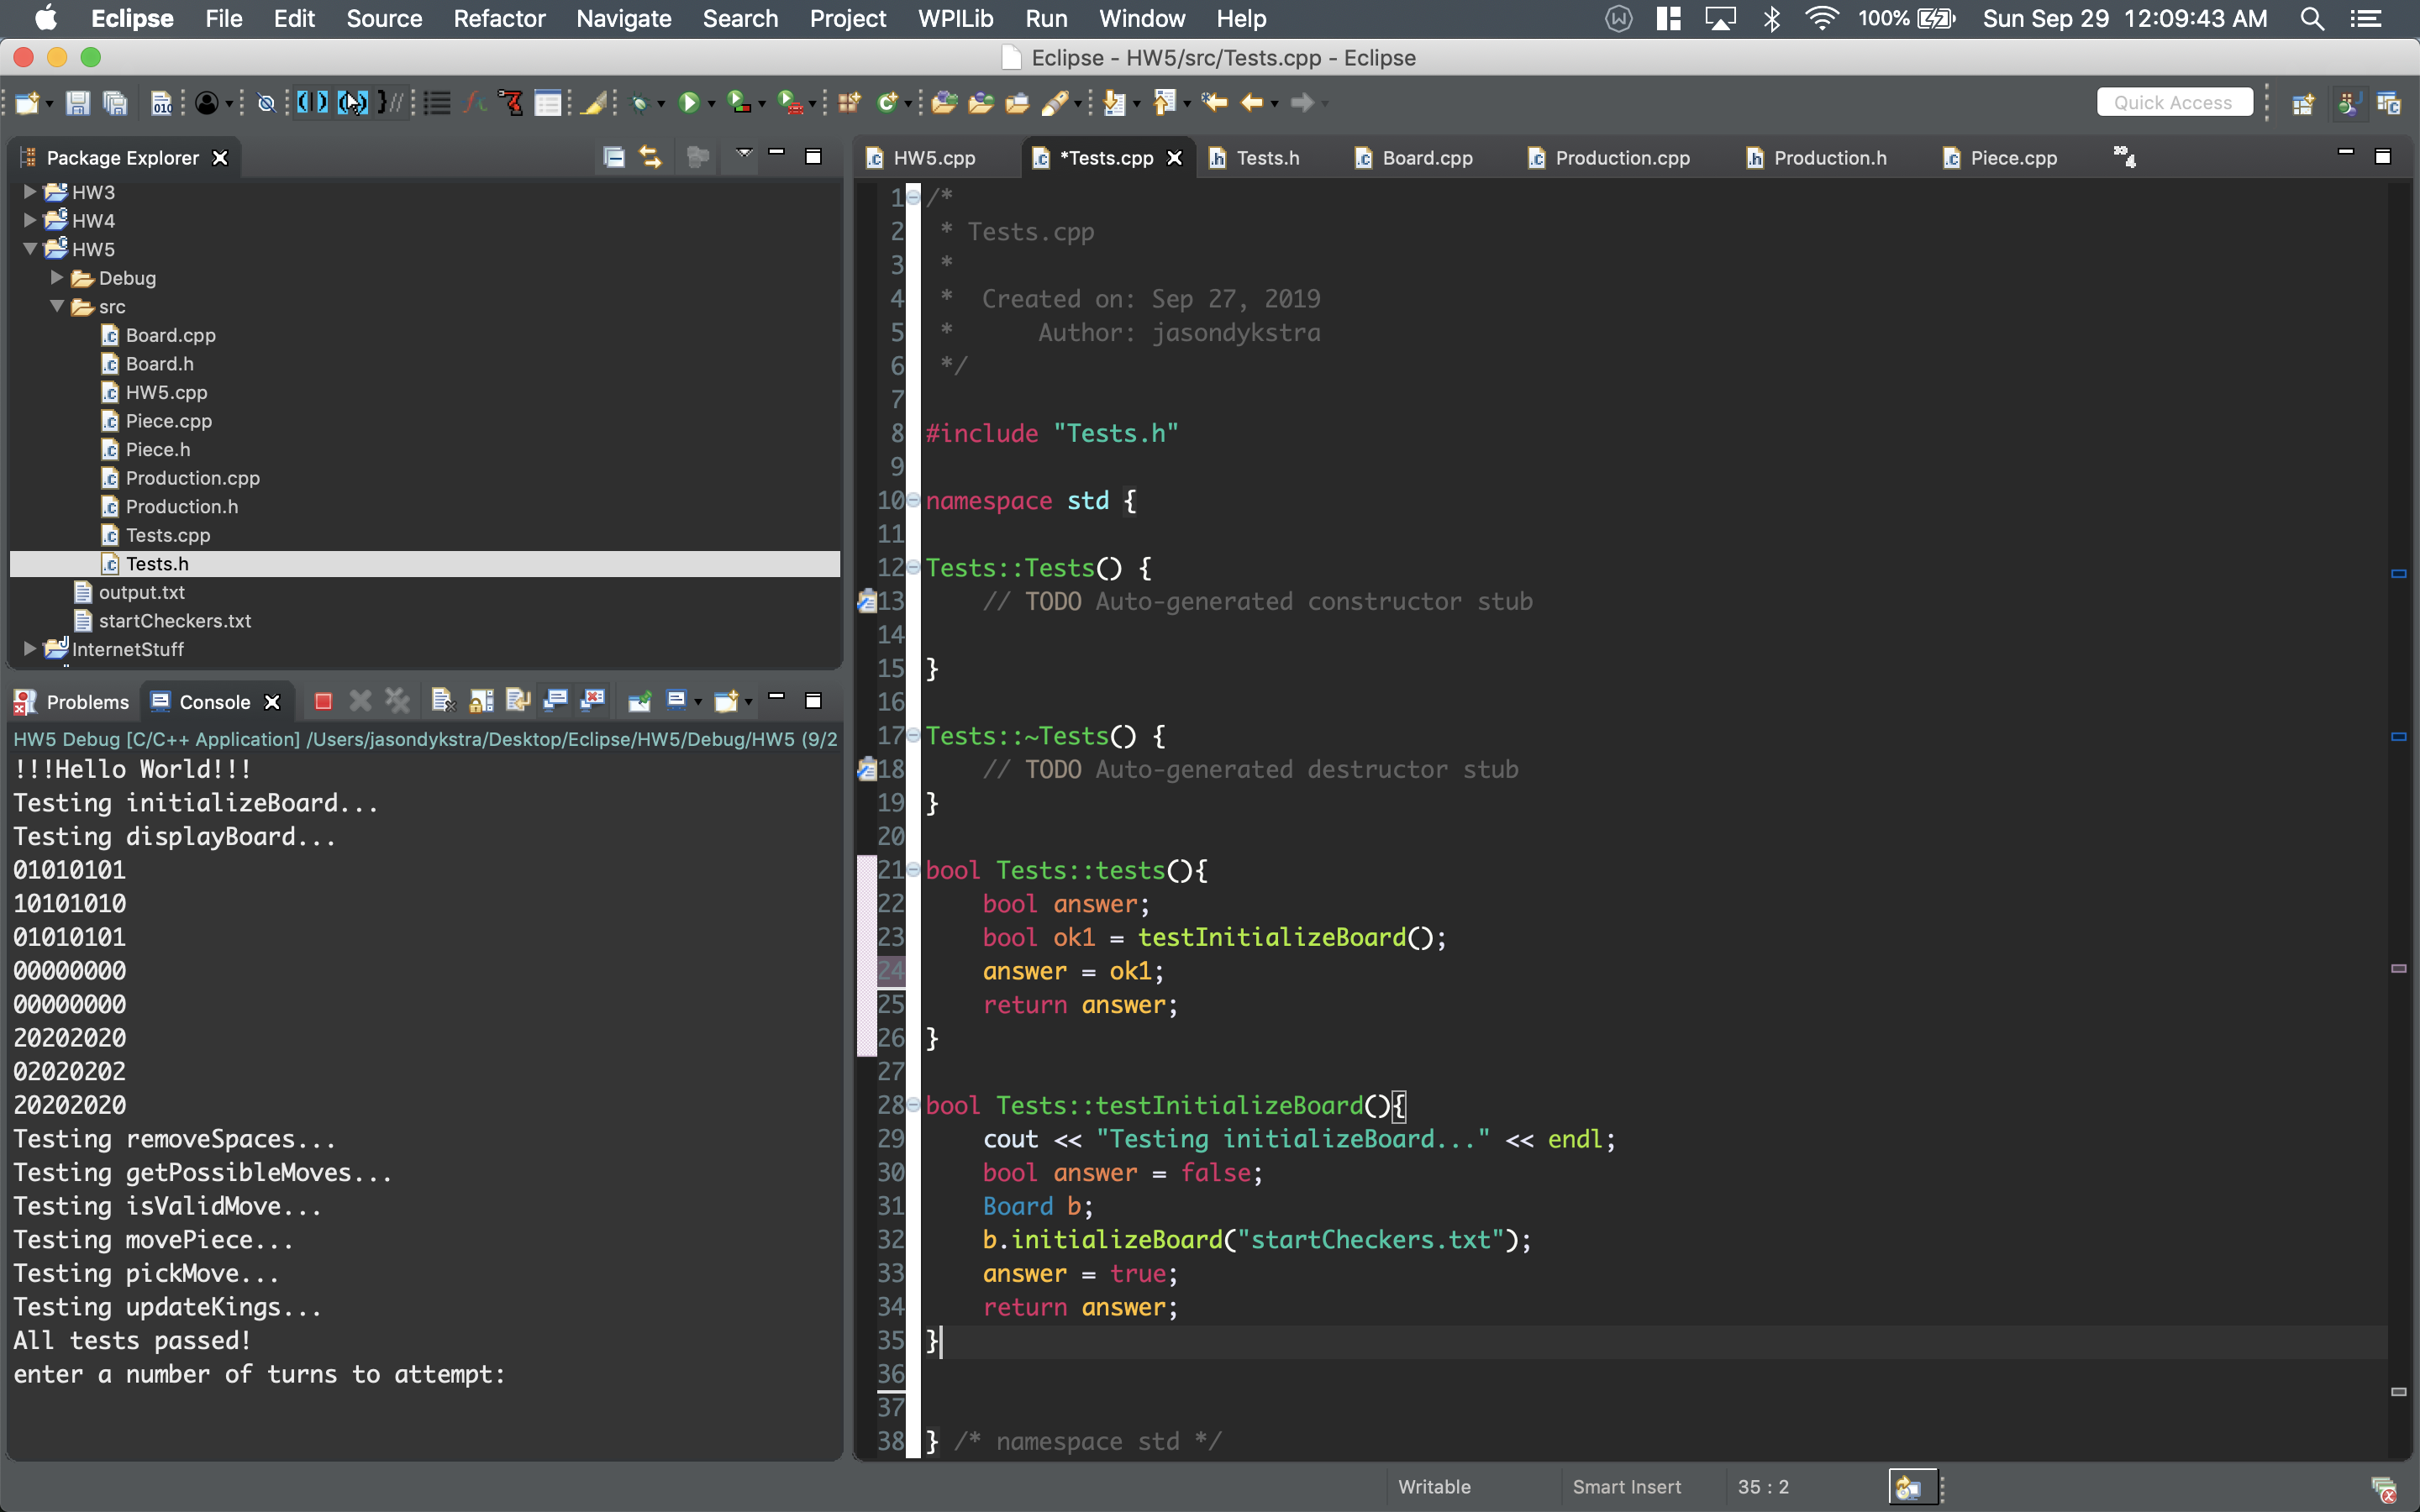 Eclipse File Edit Source Refactor Navigate Search Project WPILib Run Window Help 100% Sun Sep 29 12:09:43 AM
Eclipse - HW5/src/Tests.cpp - Eclipse
Quick Access
Package Explorer
HW3
HW4
HW5
Debug
src
Board.cpp
Board.h
HW5.cpp
Piece.cpp
Piece.h
Production.cpp
Production.h
Tests.cpp
Tests.h
output.txt
startCheckers.txt
InternetStuff
Problems Console
HW5 Debug [C/C++ Application] /Users/jasondykstra/Desktop/Eclipse/HW5/Debug/HW5 (9/2
!!!Hello World!!!
Testing initializeBoard...
Testing displayBoard...
01010101
10101010
01010101
00000000
00000000
20202020
02020202
20202020
Testing removeSpaces...
Testing getPossibleMoves...
Testing isValidMove...
Testing movePiece...
Testing pickMove...
Testing updateKings...
All tests passed!
enter a number of turns to attempt:
HW5.cpp *Tests.cpp Tests.h Board.cpp Production.cpp Production.h Piece.cpp 4
1 /*
2 * Tests.cpp
3 *
4 * Created on: Sep 27, 2019
5 * Author: jasondykstra
6 */
7
8 #include "Tests.h"
9
10 namespace std {
11
12 Tests::Tests() {
13 // TODO Auto-generated constructor stub
14
15 }
16
17 Tests::~Tests() {
18 // TODO Auto-generated destructor stub
19 }
20
21 bool Tests::tests(){
22 bool answer;
23 bool ok1 = testInitializeBoard();
24 answer = ok1;
25 return answer;
26 }
27
28 bool Tests::testInitializeBoard(){
29 cout << "Testing initializeBoard..." << endl;
30 bool answer = false;
31 Board b;
32 b.initializeBoard("startCheckers.txt");
33 answer = true;
34 return answer;
35 }
36
37
38 } /* namespace std */
Writable Smart Insert 35 : 2